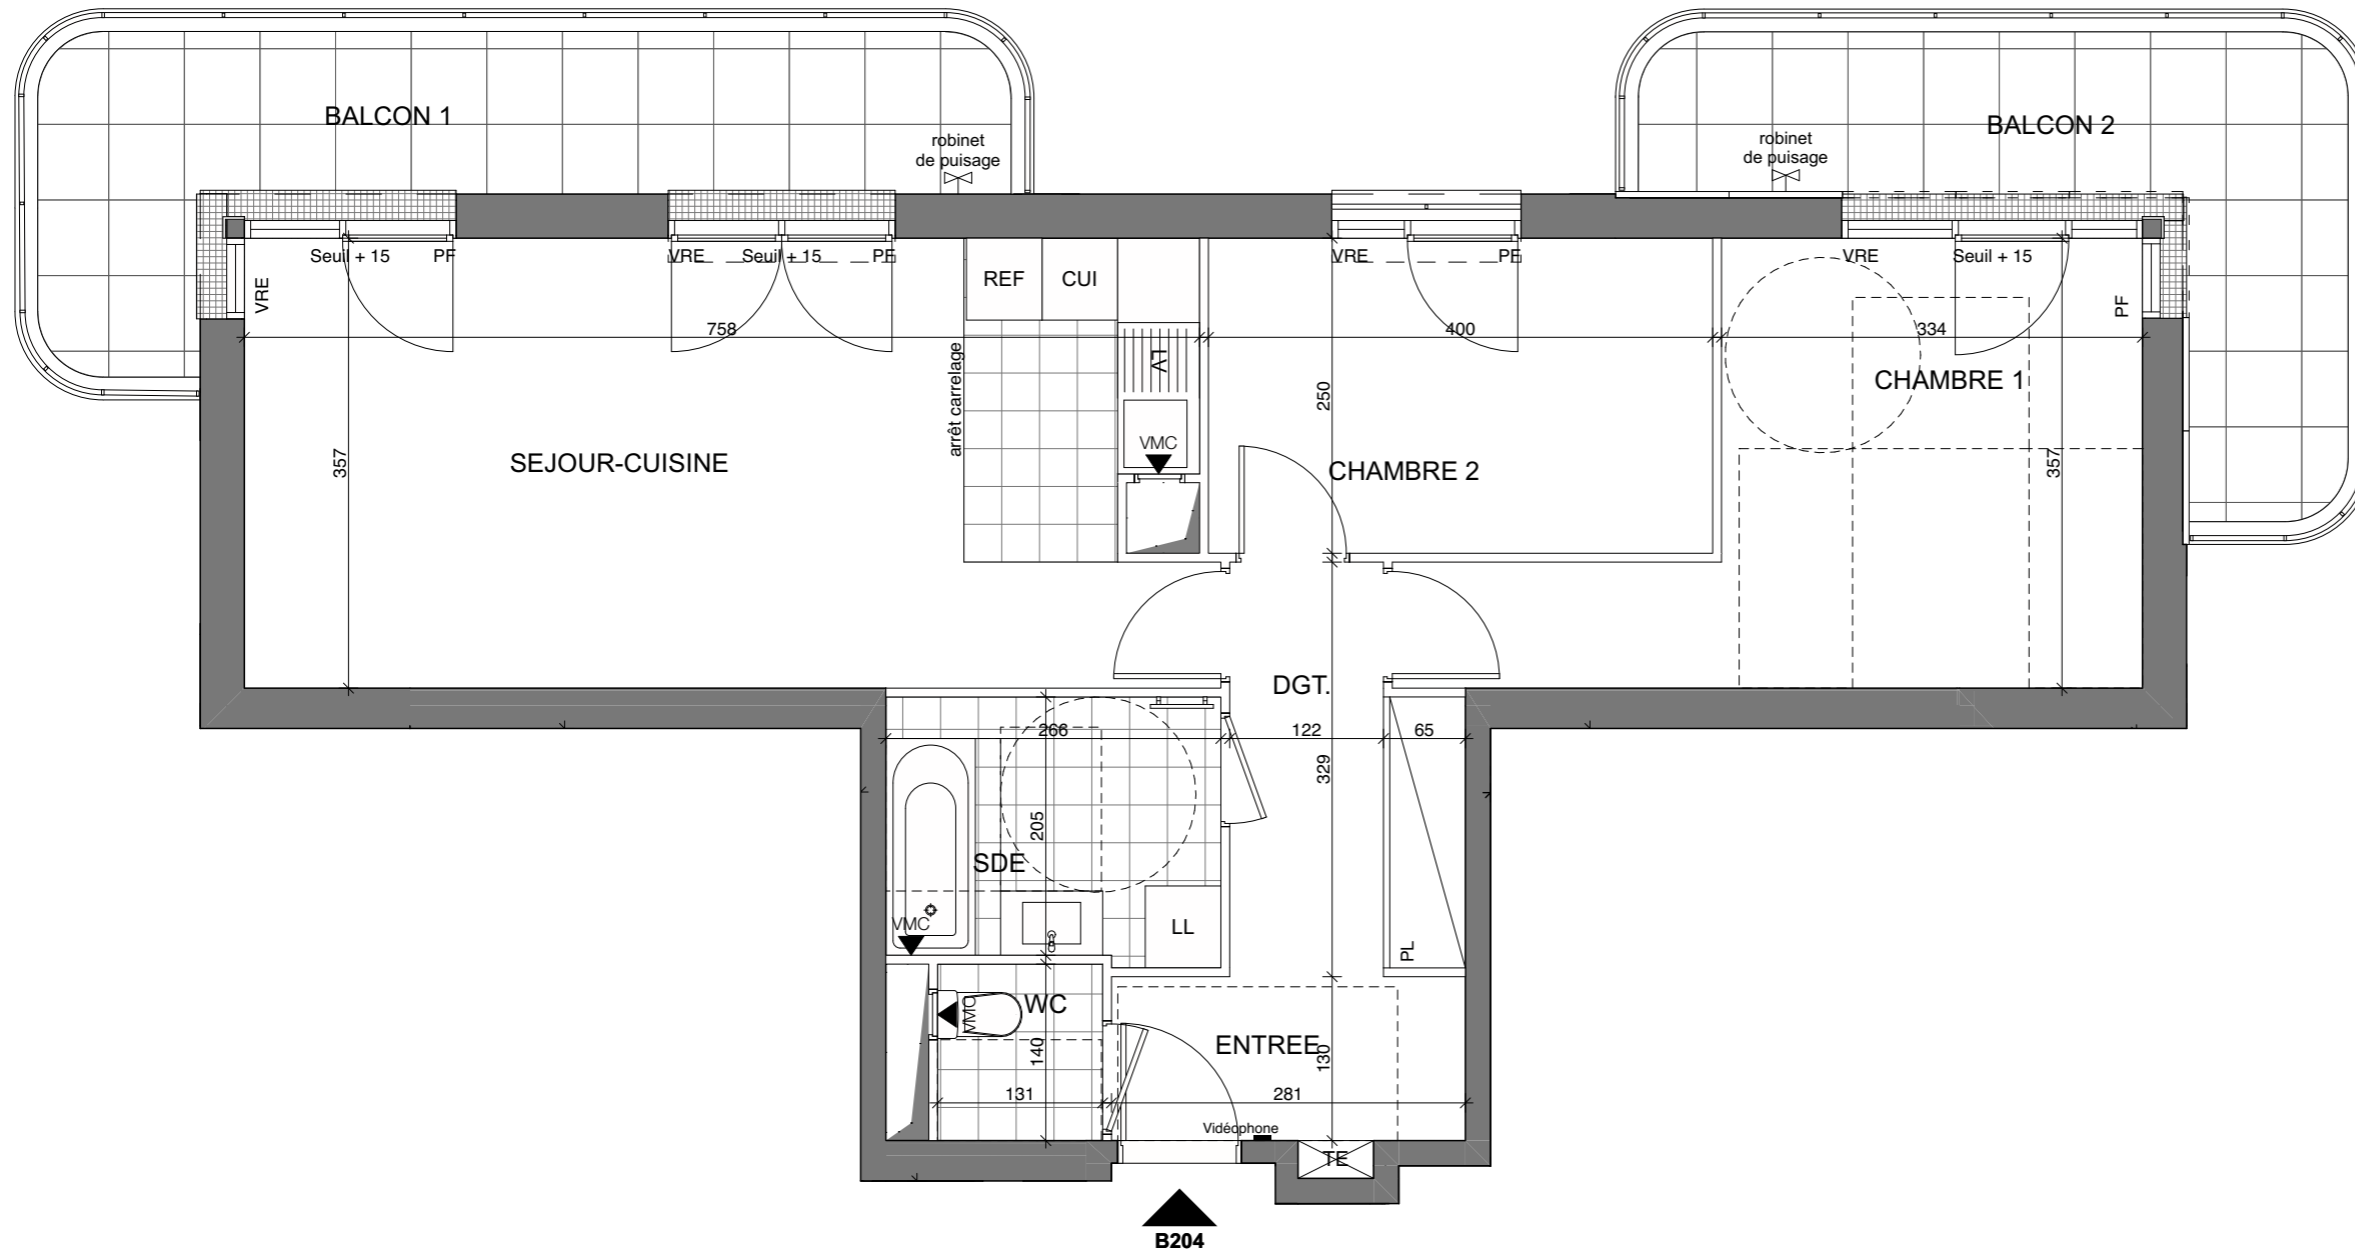 BALCON 1
BALCON 2
robinet
de puisage
robinet
de puisage
VRE
Seuil + 15
PF
VRE
Seuil + 15
PF
REF
CUI
VRE
PF
VRE
Seuil + 15
PF
758
400
334
arrêt carrelage
LV
250
CHAMBRE 1
357
SEJOUR-CUISINE
VMC
CHAMBRE 2
357
DGT.
266
122
65
329
205
SDE
VMC
LL
PL
VMC
WC
140
ENTREE
130
131
281
Vidéophone
TE
B204